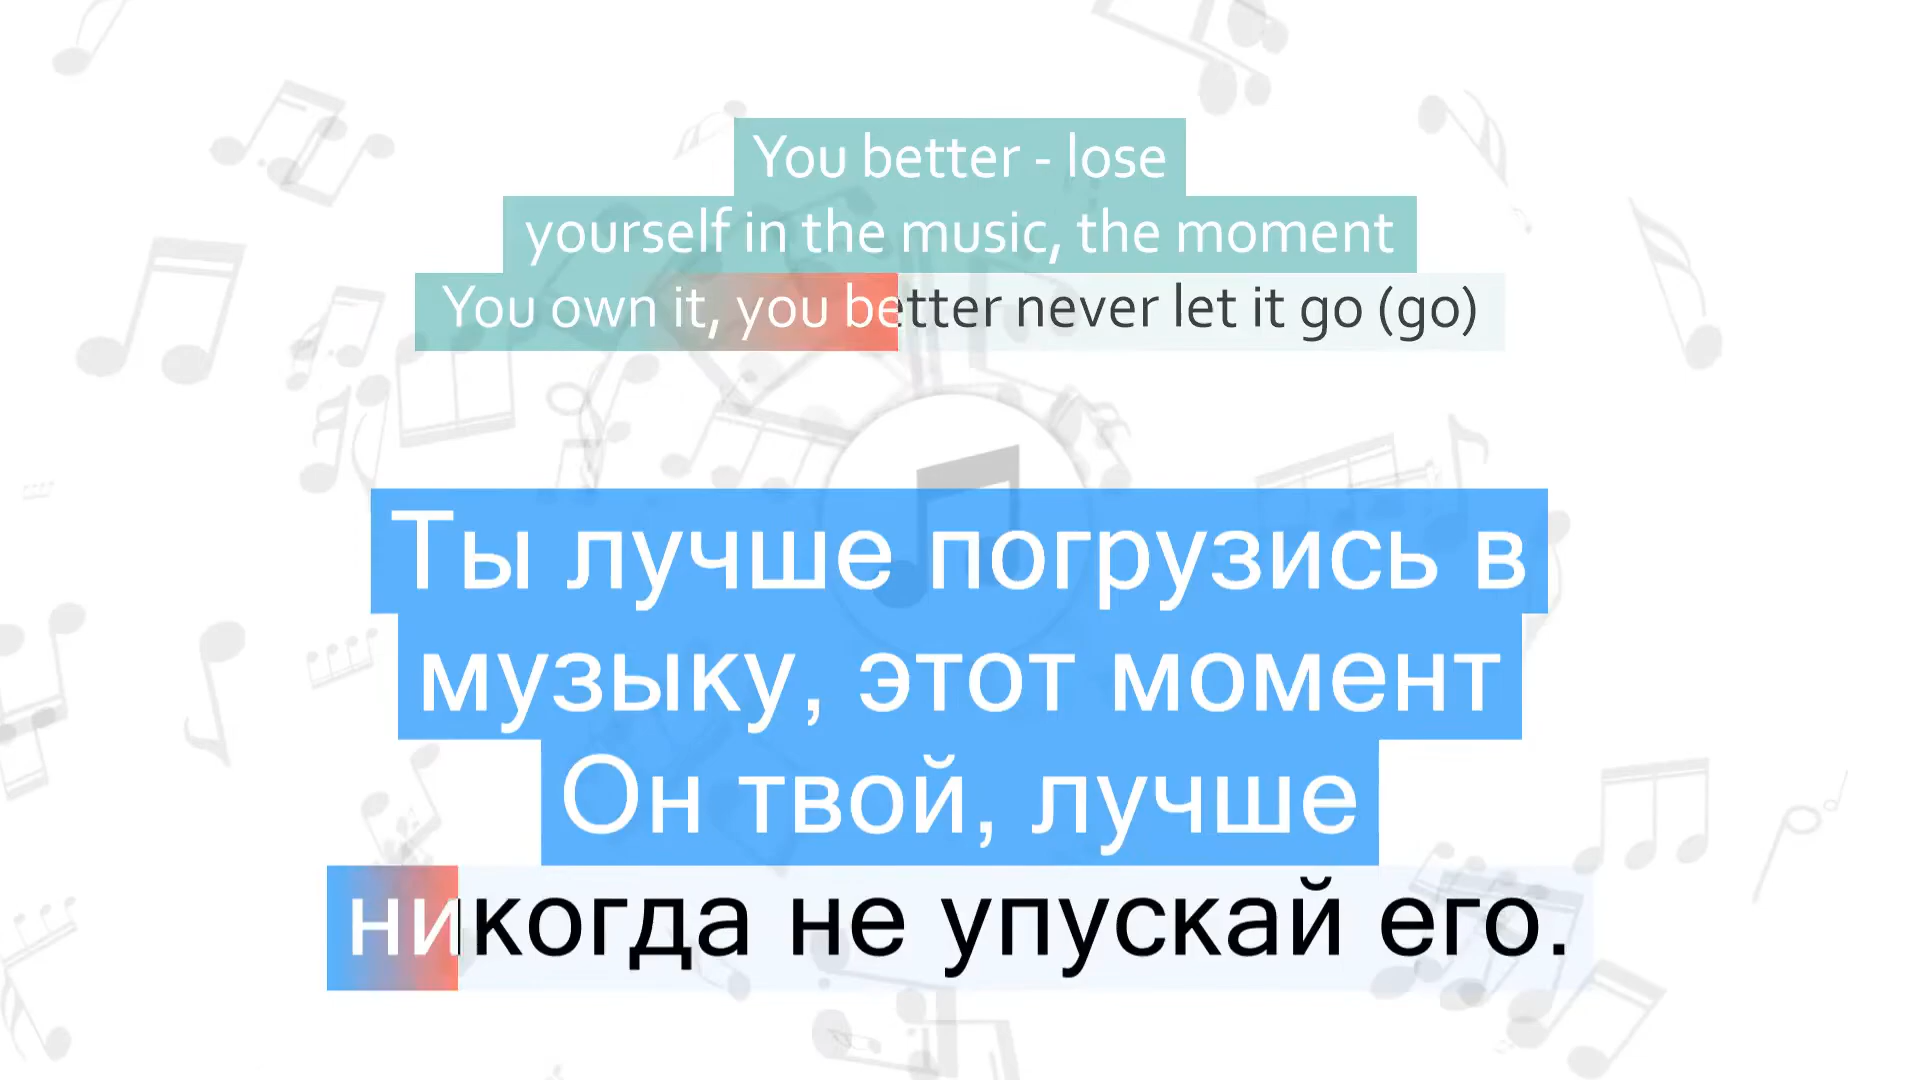 You better - lose
yourself in the music, the moment
You own it, you better never let it go (go)
Ты лучше погрузись в
музыку, этот момент
Он твой, лучше
никогда не упускай его.